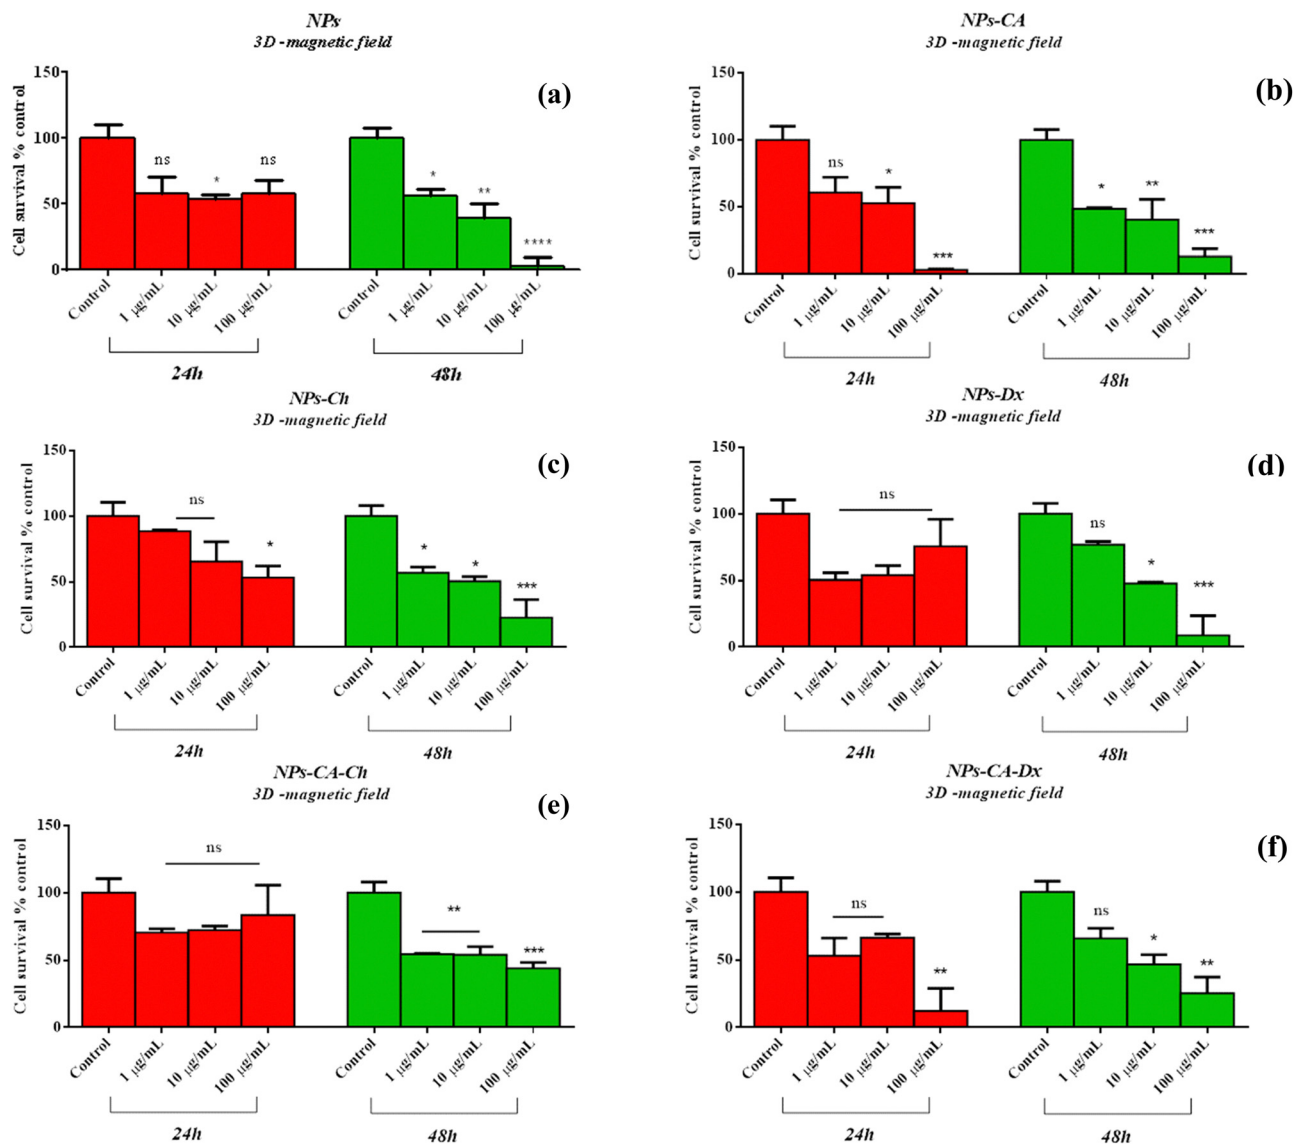 NPs
3D -magnetic field
(a)
Cell survival % control
150
100
50
0
ns
*
ns
*
**
****
Control
1 µg/mL
10 µg/mL
100 µg/mL
Control
1 µg/mL
10 µg/mL
100 µg/mL
24h
48h
NPs-CA
3D -magnetic field
(b)
Cell survival % control
150
100
50
0
ns
*
***
*
**
***
Control
1 µg/mL
10 µg/mL
100 µg/mL
Control
1 µg/mL
10 µg/mL
100 µg/mL
24h
48h
NPs-Ch
3D -magnetic field
(c)
Cell survival % control
150
100
50
0
ns
*
*
*
***
Control
1 µg/mL
10 µg/mL
100 µg/mL
Control
1 µg/mL
10 µg/mL
100 µg/mL
24h
48h
NPs-Dx
3D -magnetic field
(d)
Cell survival % control
150
100
50
0
ns
ns
*
***
Control
1 µg/mL
10 µg/mL
100 µg/mL
Control
1 µg/mL
10 µg/mL
100 µg/mL
24h
48h
NPs-CA-Ch
3D -magnetic field
(e)
Cell survival % control
150
100
50
0
ns
**
***
Control
1 µg/mL
10 µg/mL
100 µg/mL
Control
1 µg/mL
10 µg/mL
100 µg/mL
24h
48h
NPs-CA-Dx
3D -magnetic field
(f)
Cell survival % control
150
100
50
0
ns
**
ns
*
**
Control
1 µg/mL
10 µg/mL
100 µg/mL
Control
1 µg/mL
10 µg/mL
100 µg/mL
24h
48h